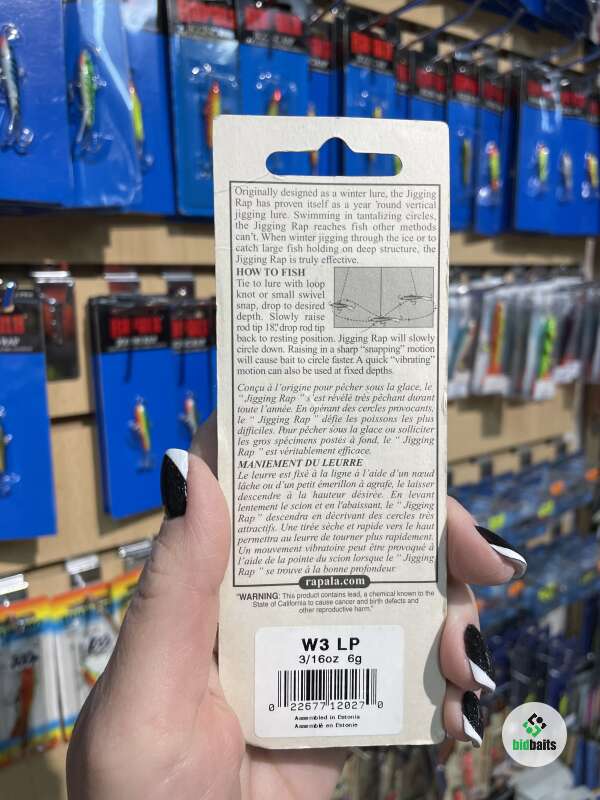 Originally designed as a winter lure, the Jigging
Rap has proven itself as a year 'round vertical
jigging lure. Swimming in tantalizing circles,
the Jigging Rap reaches fish other methods
can't. When winter jigging through the ice or to
catch large fish holding on deep structure, the
Jigging Rap is truly effective.
HOW TO FISH
Tie to lure with loop
knot or small swivel
snap, drop to desired
depth. Slowly raise
rod tip 18", drop rod tip
back to resting position. Jigging Rap will slowly
circle down. Raising in a sharp "snapping" motion
will cause bait to circle faster. A quick "vibrating"
motion can also be used at fixed depths.
Conçu à l'origine pour pêcher sous la glace, le
" Jigging Rap " s'est révélé très pêchant durant
toute l'année. En opérant des cercles provocants,
le " Jigging Rap " défie les poissons les plus
difficiles. Pour pêcher sous la glace ou solliciter
les gros spécimens postés à fond, le " Jigging
Rap " est véritablement efficace.
MANIEMENT DU LEURRE
Le leurre est fixé à la ligne à l'aide d'un nœud
lâche ou d'un petit émerillon à agrafe, le laisser
descendre à la hauteur désirée. En levant
lentement le scion et en l'abaissant, le " Jigging
Rap " descendra en décrivant des cercles très
attractifs. Une tirée sèche et rapide vers le haut
permettra au leurre de tourner plus rapidement.
Un mouvement vibratoire peut être provoqué à
l'aide de la pointe du scion lorsque le " Jigging
Rap " se trouve à la bonne profondeur.
rapala.com
"WARNING: This product contains lead, a chemical known to the
State of California to cause cancer and birth defects and
other reproductive harm."
W3 LP
3/16oz 6g
0 22677 12027 0
Assembled in Estonia
Assemblé en Estonie
bidbaits